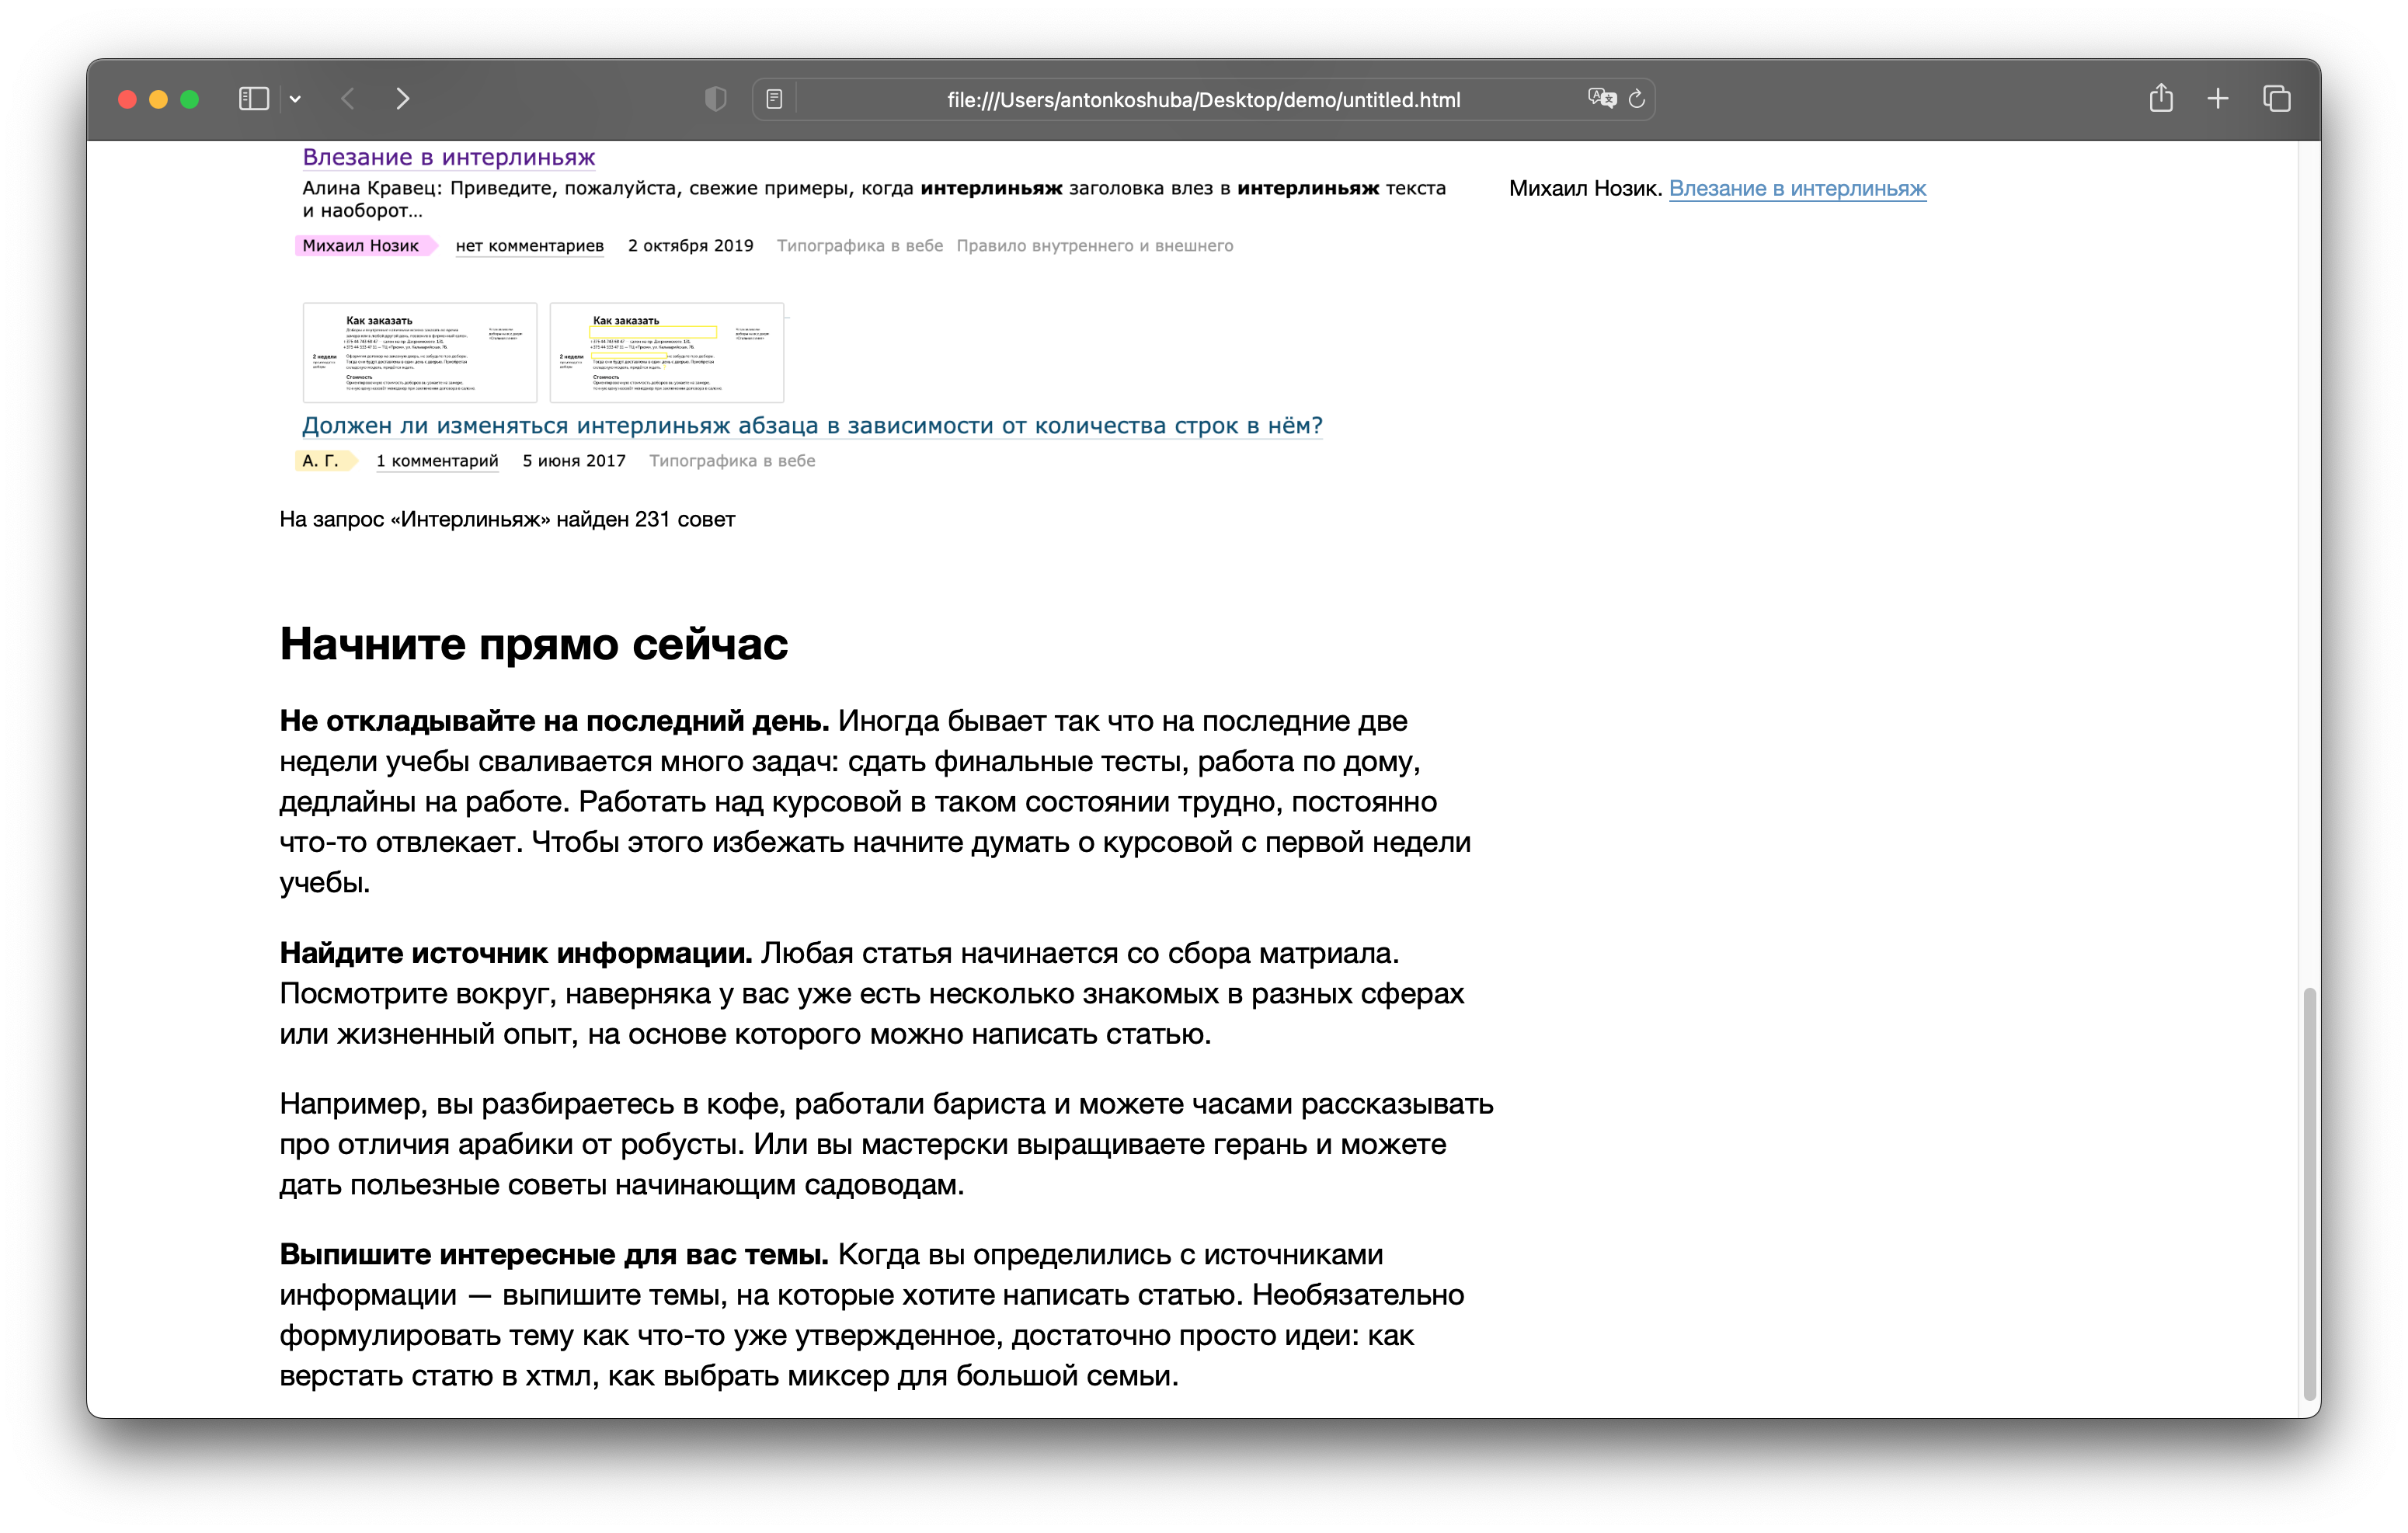 file:///Users/antonkoshuba/Desktop/demo/untitled.html
Влезание в интерлиньяж
Алина Кравец: Приведите, пожалуйста, свежие примеры, когда интерлиньяж заголовка влез в интерлиньяж текста
и наоборот...
Михаил Нозик. Влезание в интерлиньяж
Михаил Нозик нет комментариев 2 октября 2019 Типографика в вебе Правило внутреннего и внешнего
Как заказать
2 недели
Стоимость
Как заказать
2 недели
Стоимость
Должен ли изменяться интерлиньяж абзаца в зависимости от количества строк в нём?
А. Г. 1 комментарий 5 июня 2017 Типографика в вебе
На запрос «Интерлиньяж» найден 231 совет
Начните прямо сейчас
Не откладывайте на последний день. Иногда бывает так что на последние две
недели учебы сваливается много задач: сдать финальные тесты, работа по дому,
дедлайны на работе. Работать над курсовой в таком состоянии трудно, постоянно
что-то отвлекает. Чтобы этого избежать начните думать о курсовой с первой недели
учебы.
Найдите источник информации. Любая статья начинается со сбора матриала.
Посмотрите вокруг, наверняка у вас уже есть несколько знакомых в разных сферах
или жизненный опыт, на основе которого можно написать статью.
Например, вы разбираетесь в кофе, работали бариста и можете часами рассказывать
про отличия арабики от робусты. Или вы мастерски выращиваете герань и можете
дать польезные советы начинающим садоводам.
Выпишите интересные для вас темы. Когда вы определились с источниками
информации — выпишите темы, на которые хотите написать статью. Необязательно
формулировать тему как что-то уже утвержденное, достаточно просто идеи: как
верстать статю в хтмл, как выбрать миксер для большой семьи.